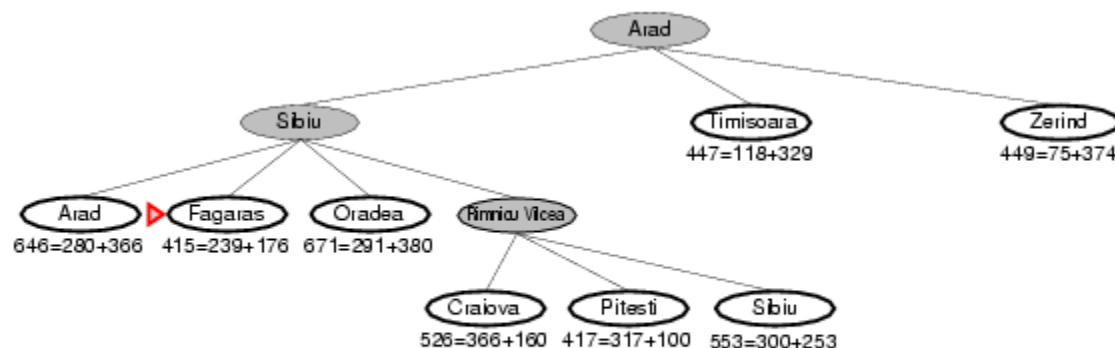 Arad
Sibiu
Timisoara
Zerind
447=118+329
449=75+374
Arad
Fagaras
Oradea
Rimnicu Vilcea
646=280+366
415=239+176
671=291+380
Craiova
Pitesti
Sibiu
526=366+160
417=317+100
553=300+253